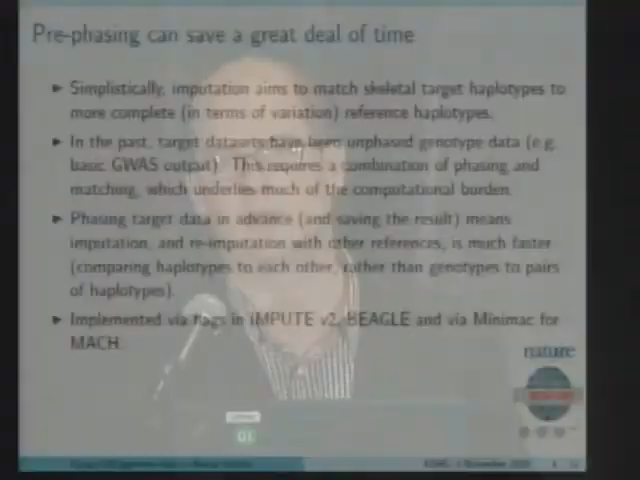 Pre-phasing can save a great deal of time
Simplistically, imputation aims to match skeletal target haplotypes to
more complete (in terms of variation) reference haplotypes.
In the past, target datasets have been unphased genotype data (e.g.
basic GWAS output). This requires a combination of phasing and
matching, which underlies much of the computational burden.
Phasing target data in advance (and saving the result) means
imputation, and re-imputation with other references, is much faster
(comparing haplotypes to each other, rather than genotypes to pairs
of haplotypes).
Implemented via flags in IMPUTE v2, BEAGLE and via Minimac for
MACH.
nature
01